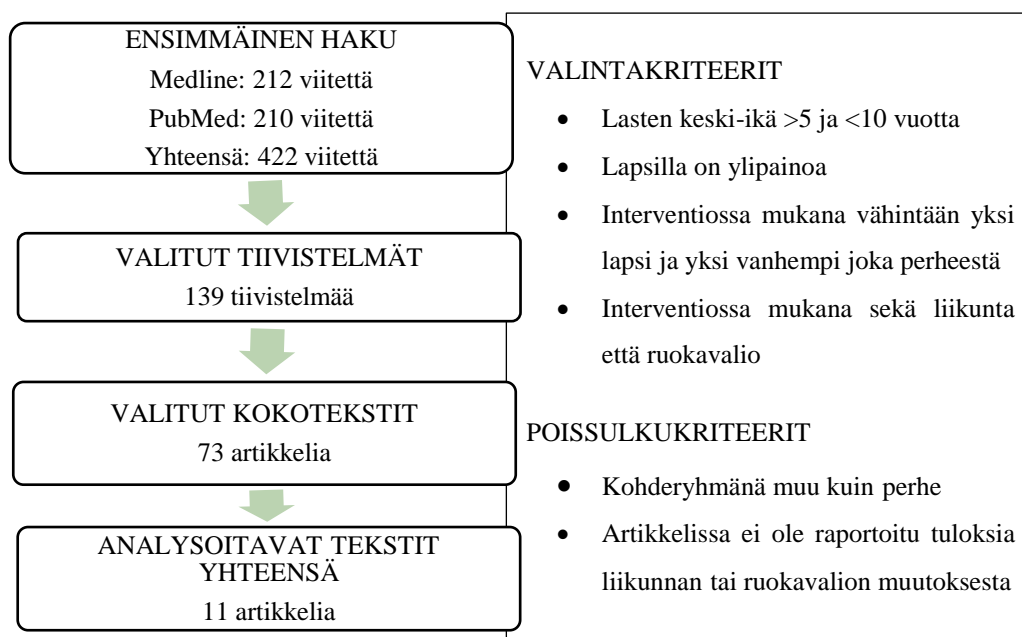 ENSIMMÄINEN HAKU
Medline: 212 viitettä
PubMed: 210 viitettä
Yhteensä: 422 viitettä
VALITUT TIIVISTELMÄT
139 tiivistelmää
VALITUT KOKOTEKSTIT
73 artikkelia
ANALYSOITAVAT TEKSTIT
YHTEENSÄ
11 artikkelia
VALINTAKRITEERIT
• Lasten keski-ikä >5 ja <10 vuotta
• Lapsilla on ylipainoa
• Interventiossa mukana vähintään yksi
lapsi ja yksi vanhempi joka perheestä
• Interventiossa mukana sekä liikunta
että ruokavalio
POISSULKUKRITEERIT
• Kohderyhmänä muu kuin perhe
• Artikkelissa ei ole raportoitu tuloksia
liikunnan tai ruokavalion muutoksesta